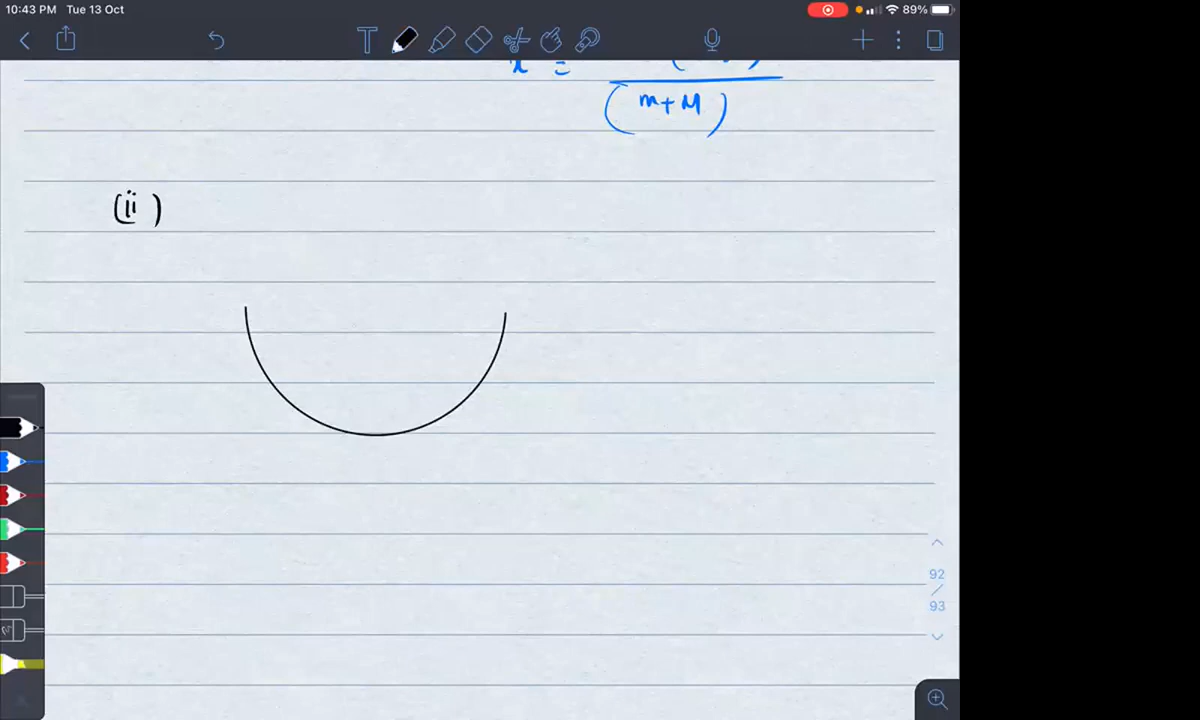 10:43 PM Tue 13 Oct
89%
T
x =
(m+M)
(ii)
92
/
93